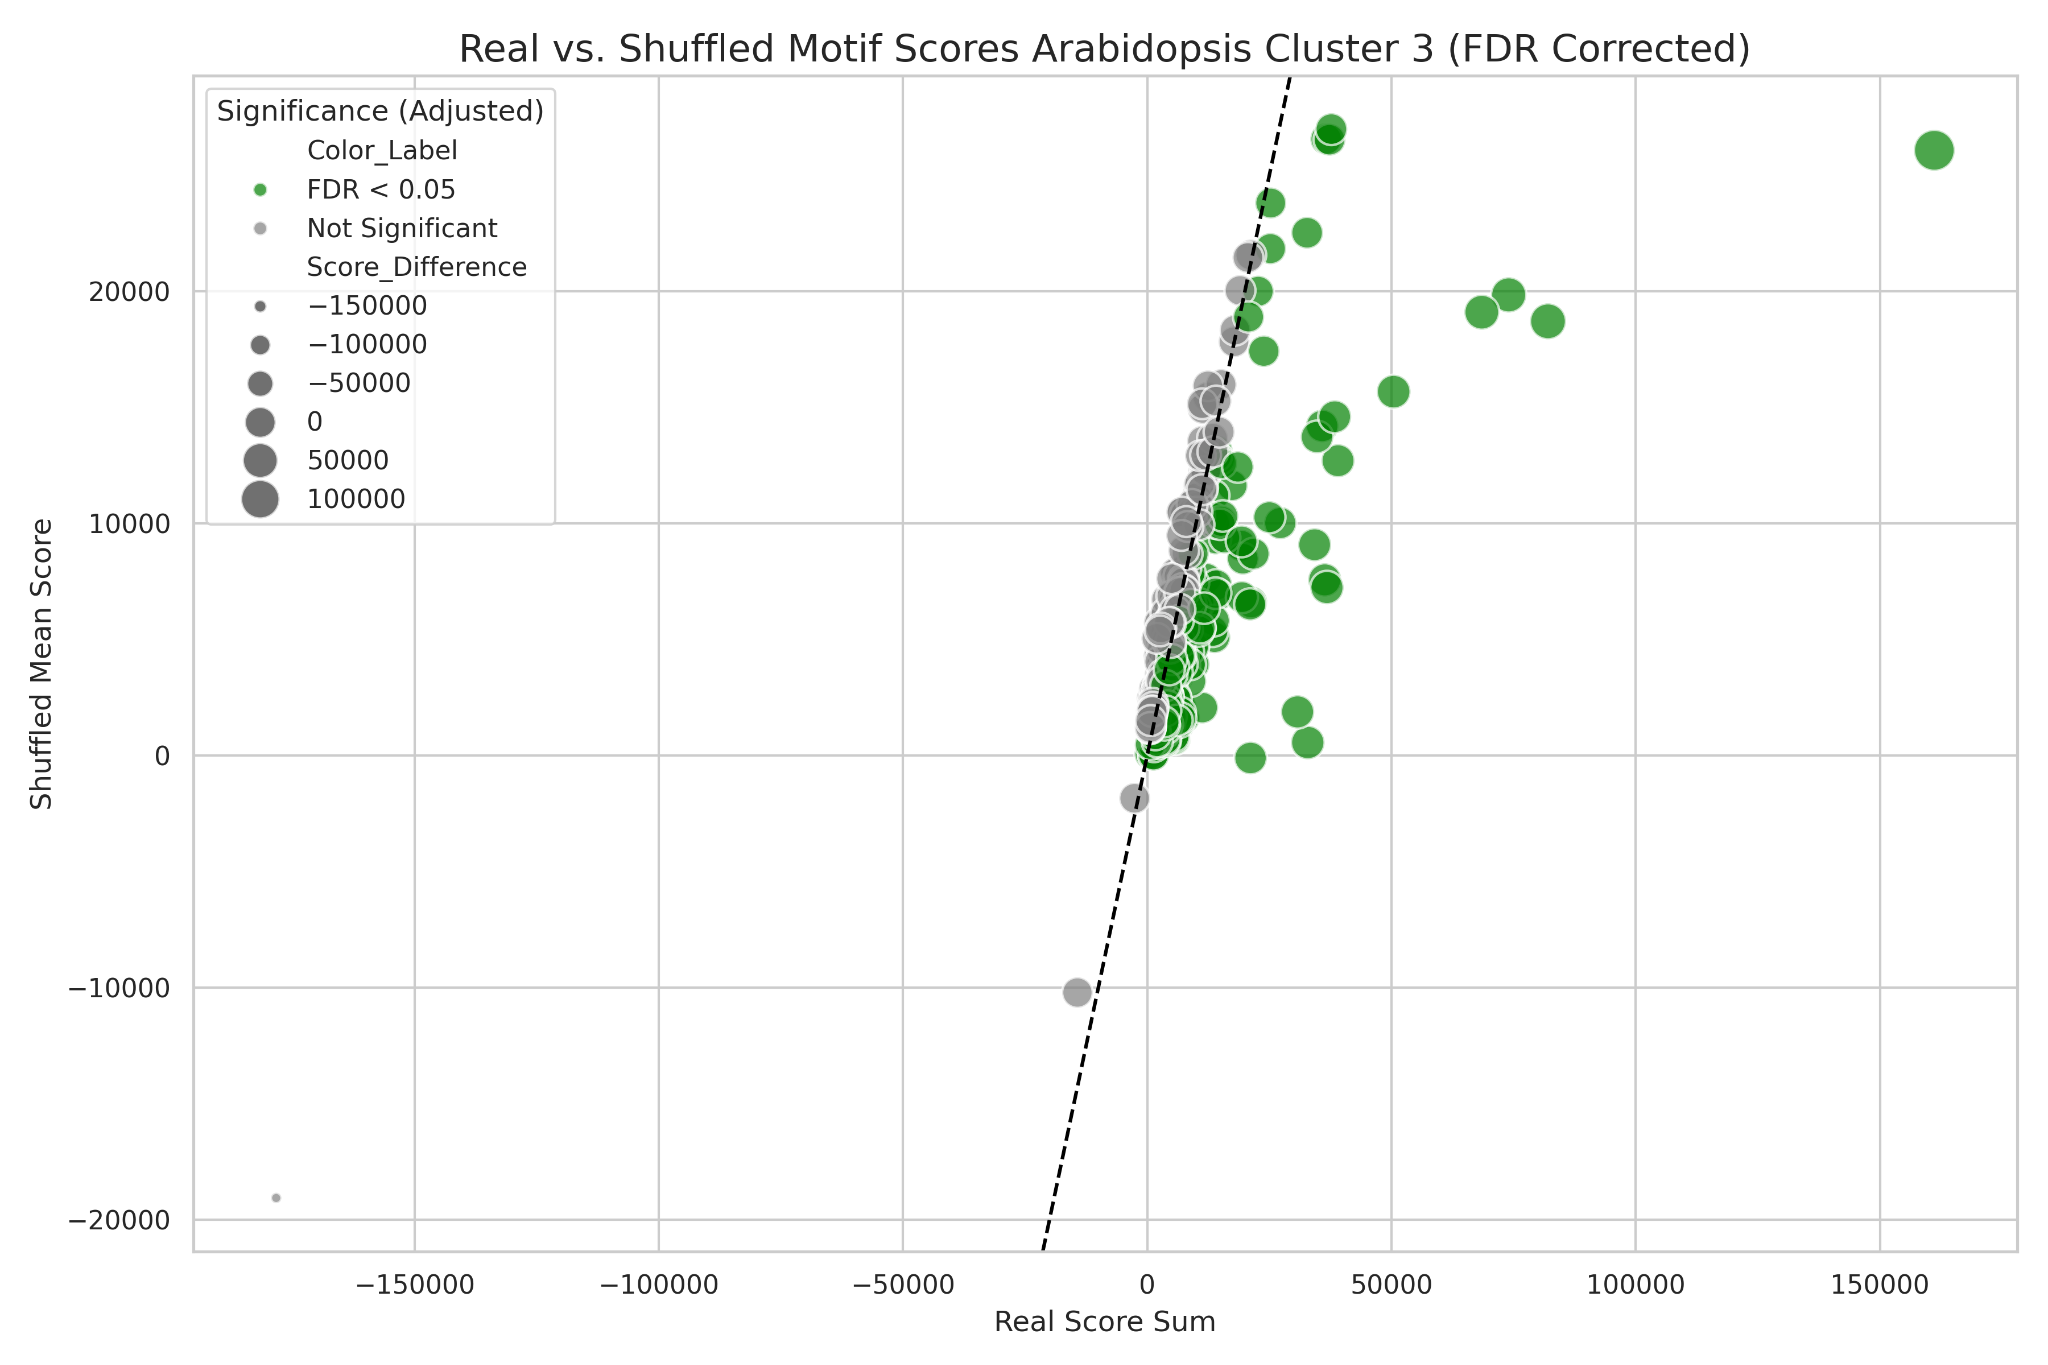 Real vs. Shuffled Motif Scores Arabidopsis Cluster 3 (FDR Corrected)
Significance (Adjusted)
Color_Label
FDR < 0.05
Not Significant
Score_Difference
−150000
−100000
−50000
0
50000
100000
Shuffled Mean Score
20000
10000
0
−10000
−20000
−150000
−100000
−50000
0
50000
100000
150000
Real Score Sum